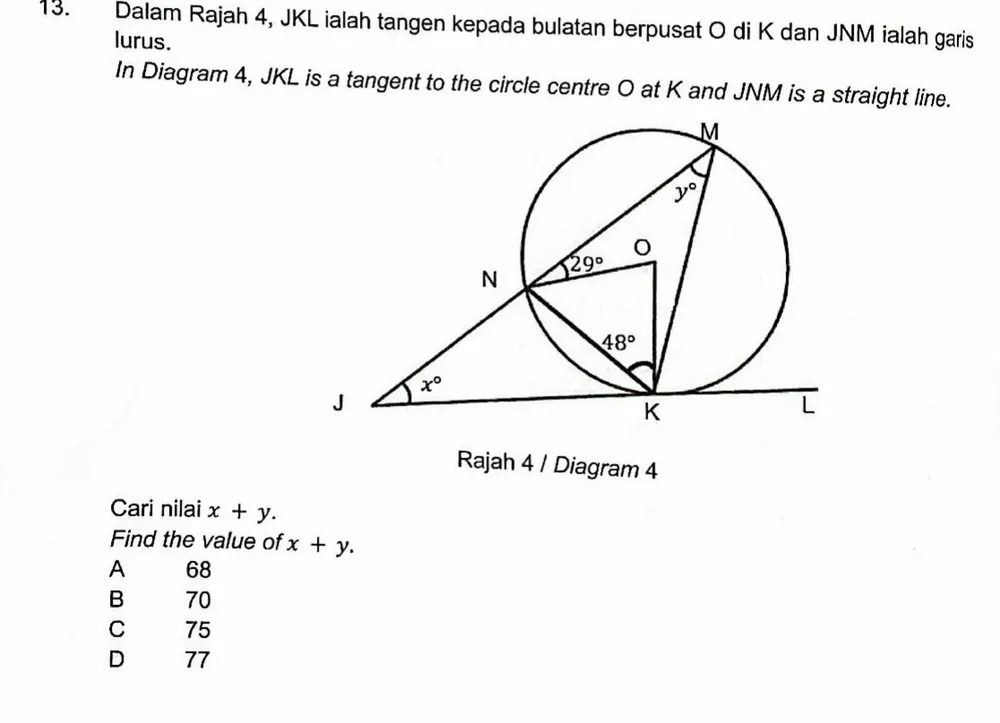 13. Dalam Rajah 4, JKL ialah tangen kepada bulatan berpusat O di K dan JNM ialah garis
lurus.
In Diagram 4, JKL is a tangent to the circle centre O at K and JNM is a straight line.
M
y°
O
29°
N
48°
x°
J
K
L
Rajah 4 / Diagram 4
Cari nilai x + y.
Find the value of x + y.
A 68
B 70
C 75
D 77